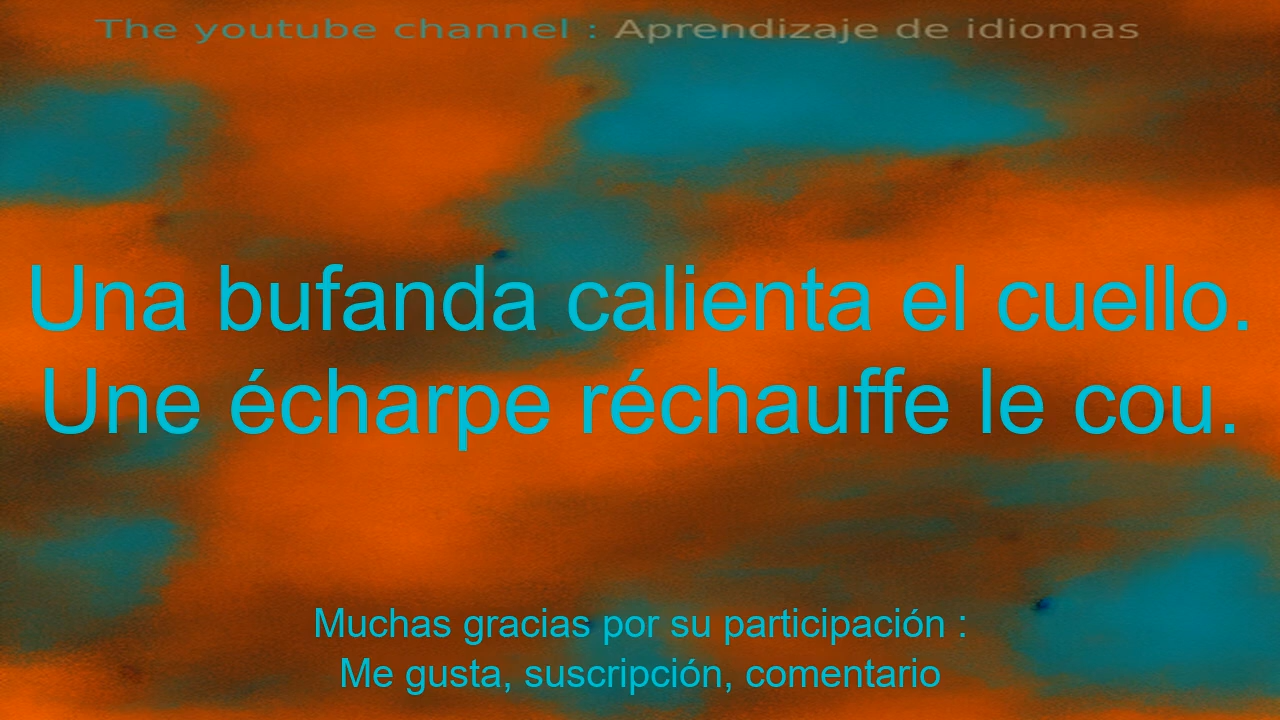 The youtube channel : Aprendizaje de idiomas
Una bufanda calienta el cuello.
Une écharpe réchauffe le cou.
Muchas gracias por su participación :
Me gusta, suscripción, comentario